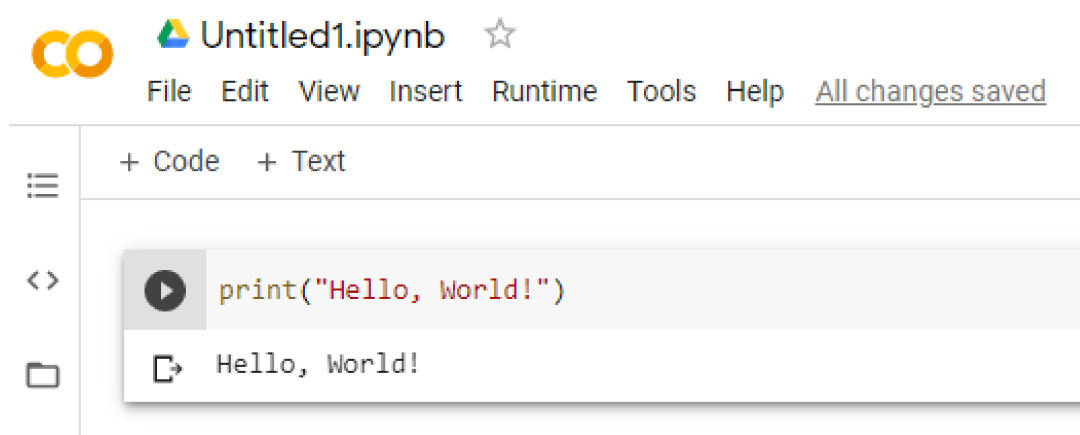 CO Untitled1.ipynb
File Edit View Insert Runtime Tools Help All changes saved
+ Code + Text
print("Hello, World!")
Hello, World!